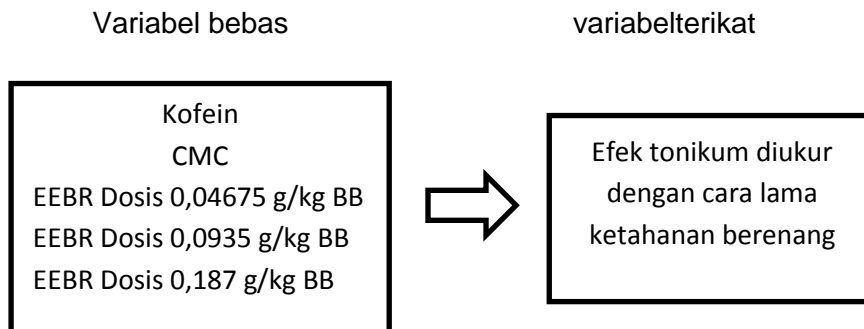 Variabel bebas
variabelterikat
Kofein
CMC
EEBR Dosis 0,04675 g/kg BB
EEBR Dosis 0,0935 g/kg BB
EEBR Dosis 0,187 g/kg BB
Efek tonikum diukur
dengan cara lama
ketahanan berenang